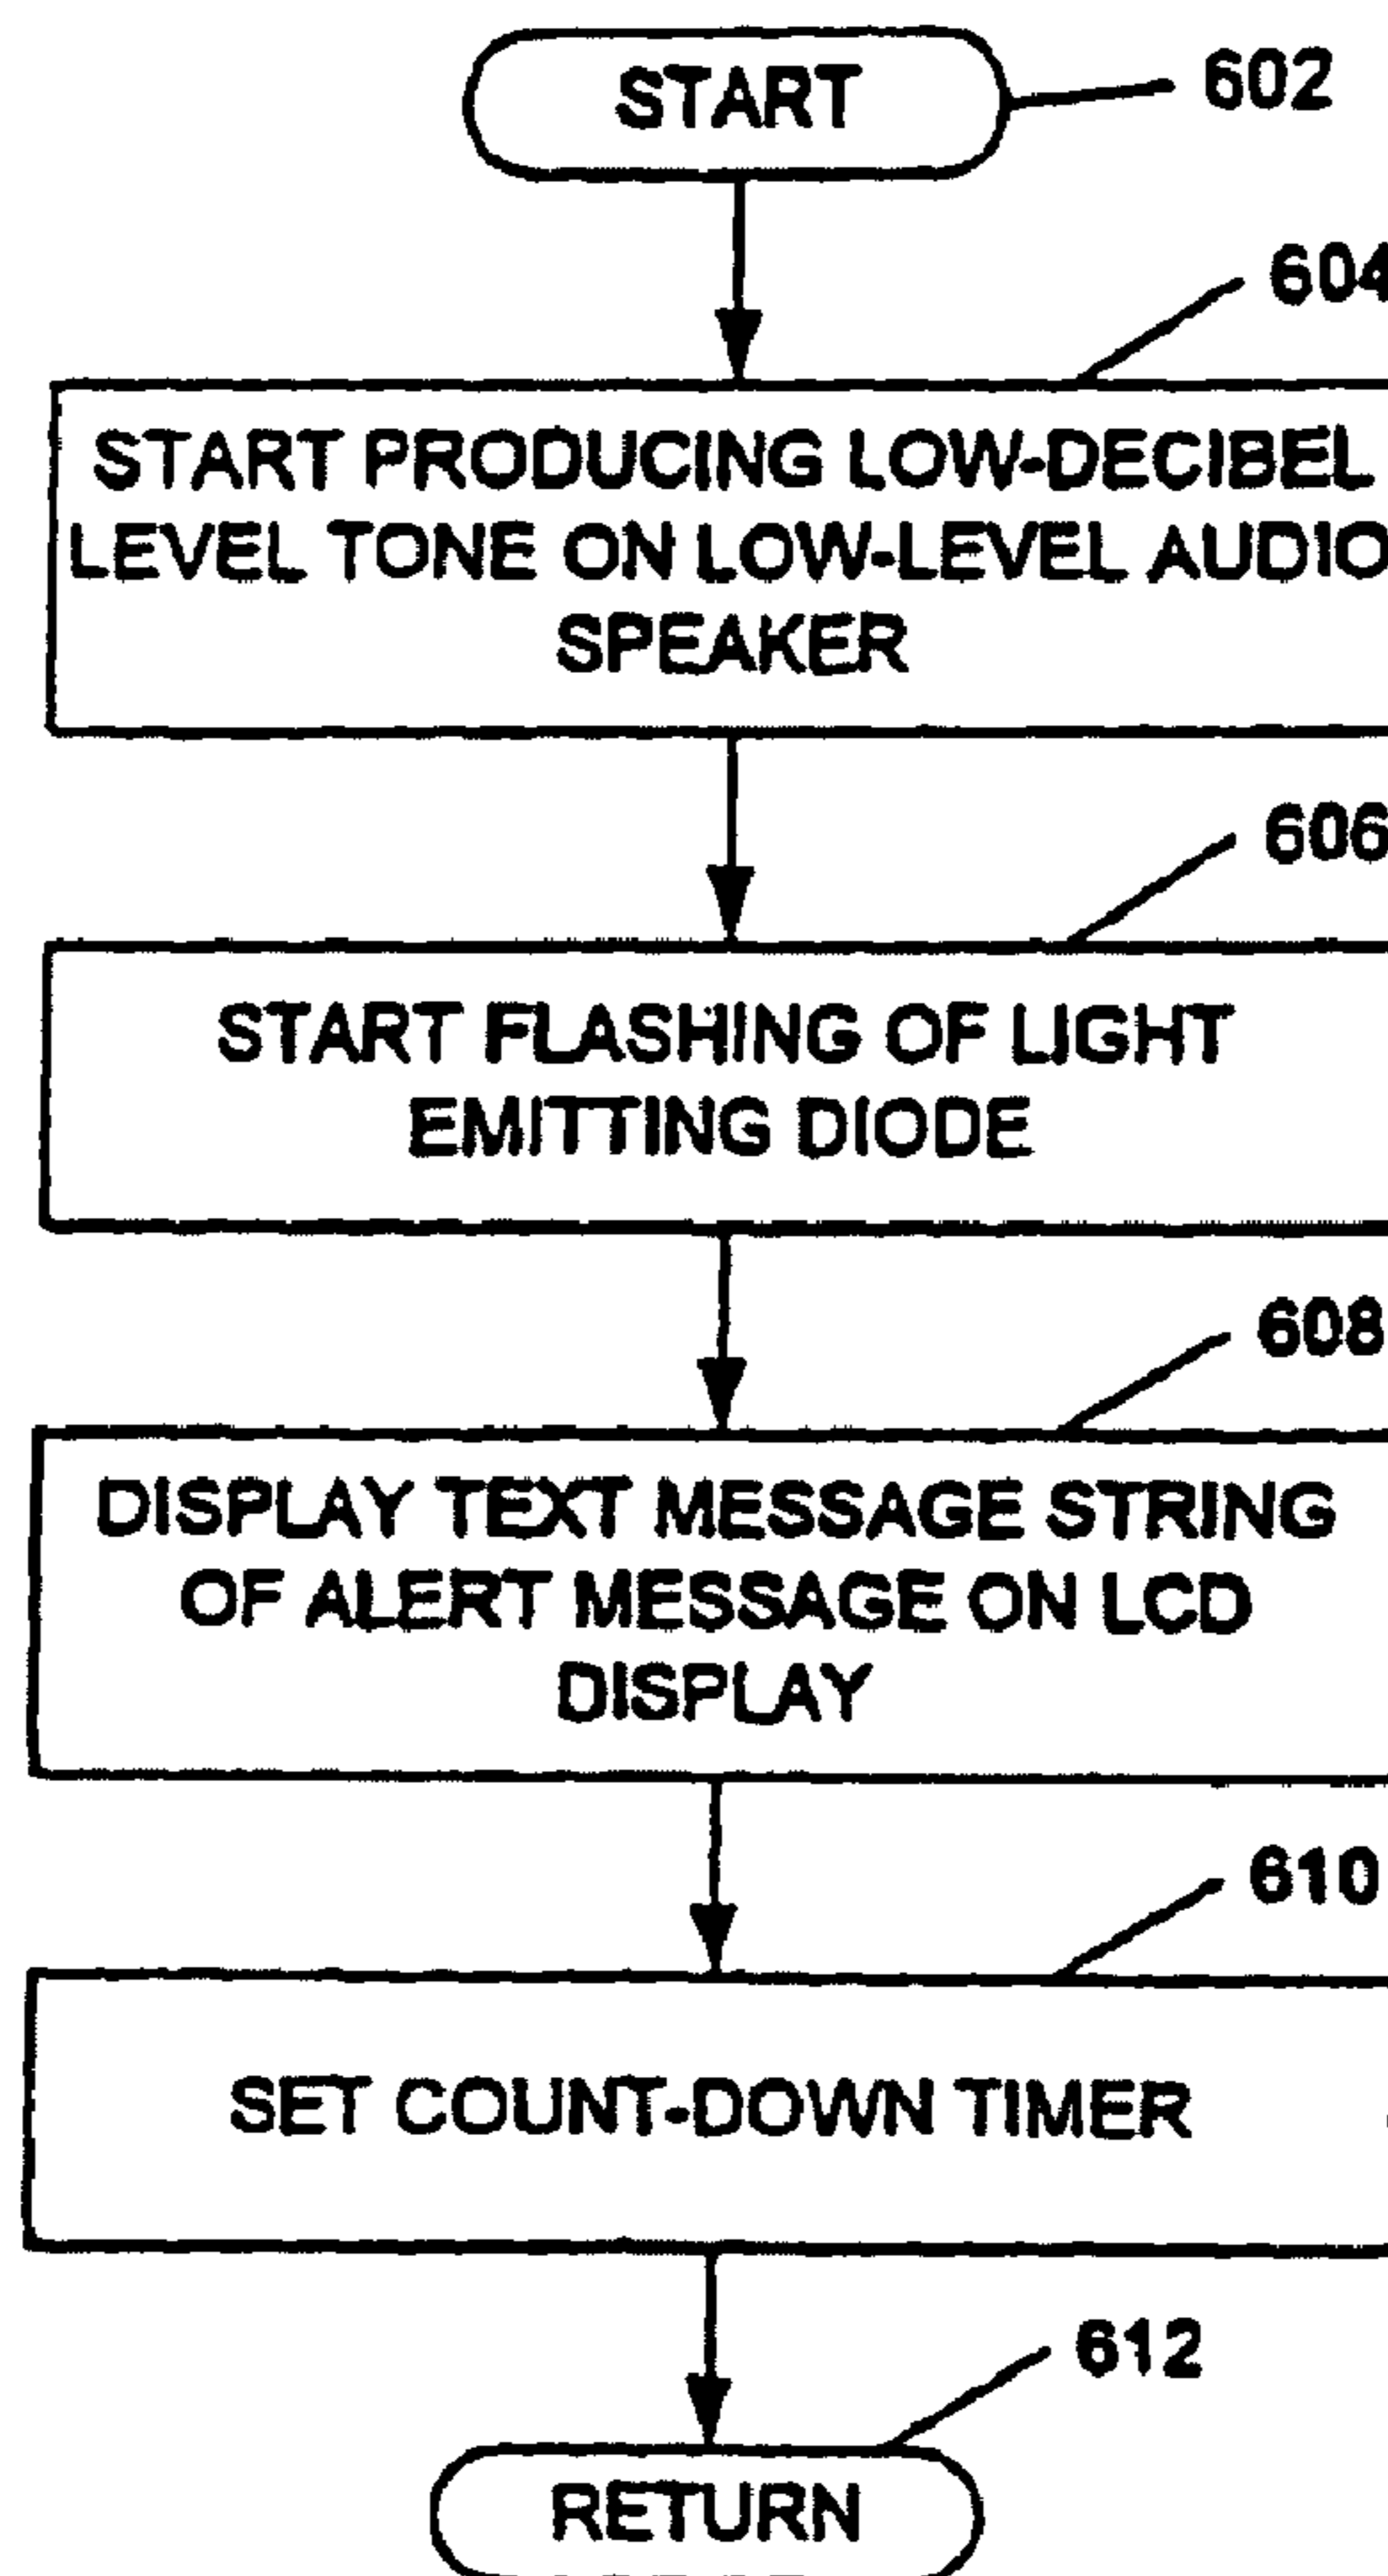 START
602
604
START PRODUCING LOW-DECIBEL
LEVEL TONE ON LOW-LEVEL AUDIO
SPEAKER
606
START FLASHING OF LIGHT
EMITTING DIODE
608
DISPLAY TEXT MESSAGE STRING
OF ALERT MESSAGE ON LCD
DISPLAY
610
SET COUNT-DOWN TIMER
612
RETURN